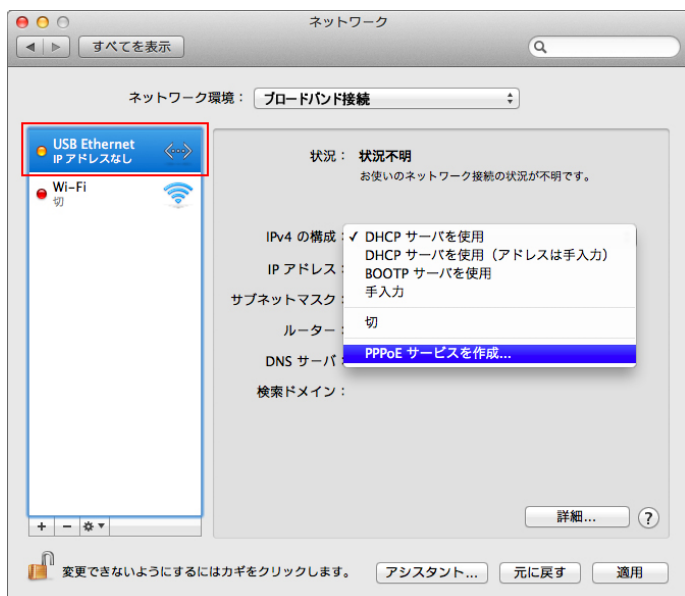 ネットワーク
すべてを表示
ネットワーク環境： ブロードバンド接続
USB Ethernet
IP アドレスなし
Wi-Fi
切
状況： 状況不明
お使いのネットワーク接続の状況が不明です。
IPv4 の構成： ✓ DHCP サーバを使用
DHCP サーバを使用（アドレスは手入力）
BOOTP サーバを使用
手入力
切
PPPoE サービスを作成...
IP アドレス：
サブネットマスク：
ルーター：
DNS サーバ：
検索ドメイン：
詳細... ?
+ −
変更できないようにするにはカギをクリックします。
アシスタント... 元に戻す 適用